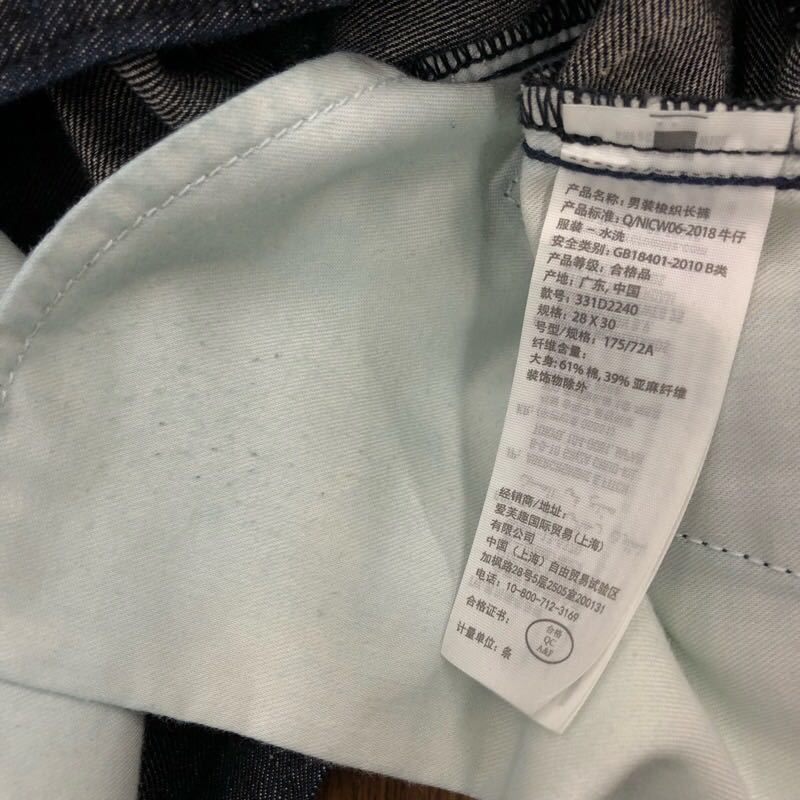 产品名称: 男装梭织长裤
产品标准: Q/NICW06-2018 牛仔
服装 – 水洗
安全类别: GB18401-2010 B类
产品等级: 合格品
产地: 广东, 中国
款号: 331D2240
规格: 28 X 30
号型/规格: 175/72A
纤维含量:
大身: 61% 棉, 39% 亚麻纤维
装饰物除外
经销商/地址:
爱芙趣国际贸易(上海)
有限公司
中国（上海）自由贸易试验区
加枫路28号5层2505室200131
电话: 10-800-712-3169
合格证书:
合格
QC
A&F
计量单位: 条